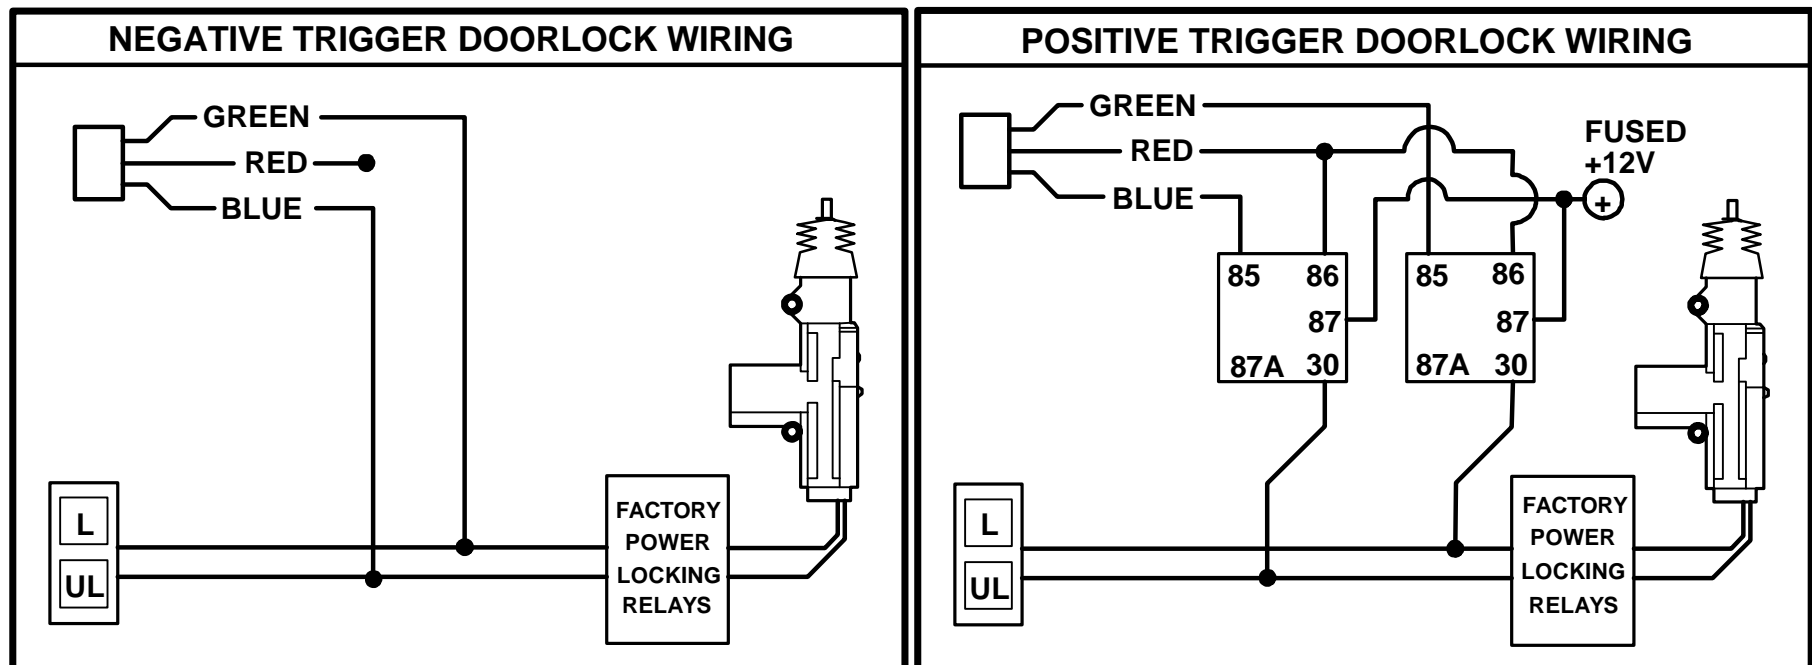 NEGATIVE TRIGGER DOORLOCK WIRING
GREEN
RED
BLUE
L
UL
FACTORY
POWER
LOCKING
RELAYS
POSITIVE TRIGGER DOORLOCK WIRING
GREEN
RED
BLUE
FUSED
+12V
+
85 86
87
87A 30
85 86
87
87A 30
L
UL
FACTORY
POWER
LOCKING
RELAYS